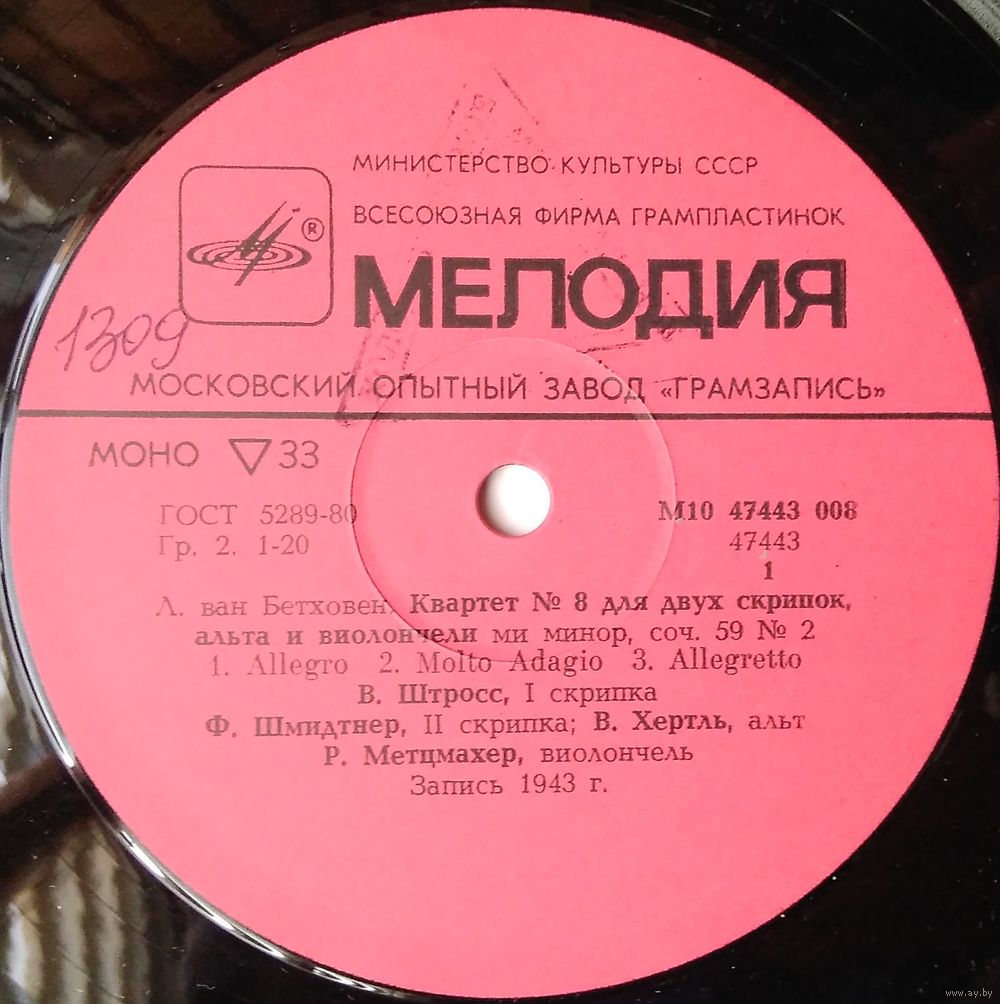 МИНИСТЕРСТВО КУЛЬТУРЫ СССР
ВСЕСОЮЗНАЯ ФИРМА ГРАМПЛАСТИНОК
®
МЕЛОДИЯ
1309
МОСКОВСКИЙ ОПЫТНЫЙ ЗАВОД «ГРАМЗАПИСЬ»
МОНО ▽ 33
ГОСТ 5289-80
Гр. 2. 1-20
М10 47443 008
47443
1
Л. ван Бетховен. Квартет № 8 для двух скрипок,
альта и виолончели ми минор, соч. 59 № 2
1. Allegro 2. Molto Adagio 3. Allegretto
В. Штросс, I скрипка
Ф. Шмидтнер, II скрипка; В. Хертль, альт
Р. Метцмахер, виолончель
Запись 1943 г.
www.ay.by